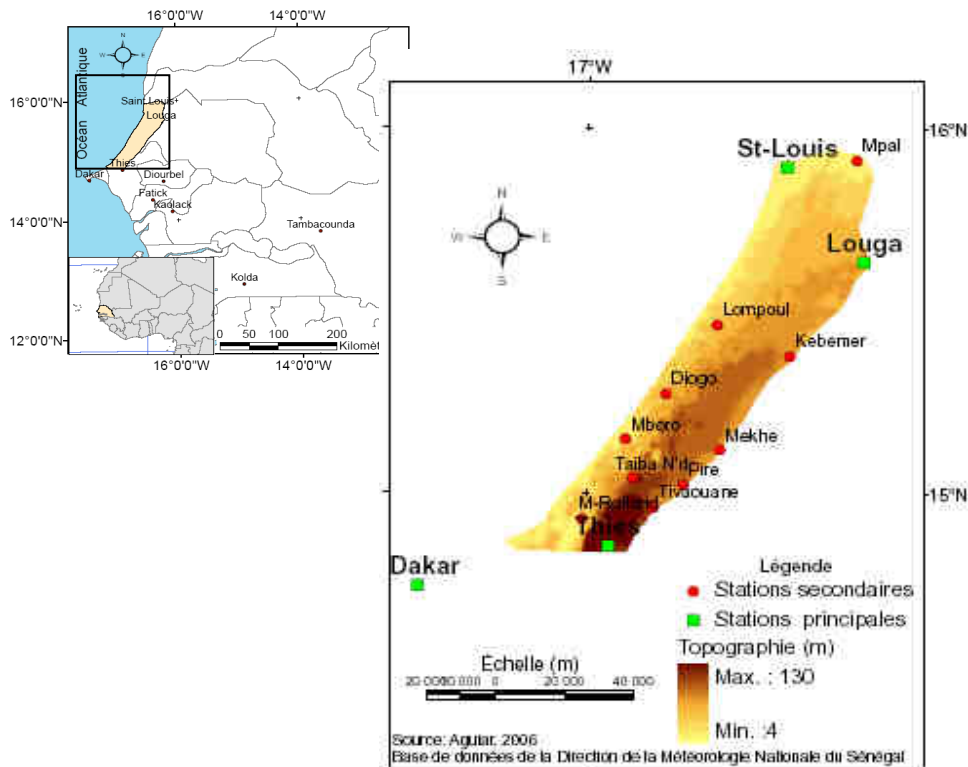 16°0'0"W 14°0'0"W
N
W E
S
Océan Atlantique
16°0'0"N
14°0'0"N
12°0'0"N
Saint Louis
Louga
Thies
Dakar
Diourbel
Fatick
Kaolack
Tambacounda
Kolda
0 50 100 200
Kilomèt
16°0'0"W 14°0'0"W
17°W
16°N
15°N
N
W E
S
St-Louis
Mpal
Louga
Lompoul
Kebemer
Diogo
Mboro
Mekhe
Taiba N'd
Pire
Tivaouane
M-Rolland
Thies
Dakar
Légende
Stations secondaires
Stations principales
Topographie (m)
Max. : 130
Min. :4
Echelle (m)
20 000 10 000 0 20 000 40 000
Source: Aguiar, 2006
Base de données de la Direction de la Météorologie Nationale du Sénégal